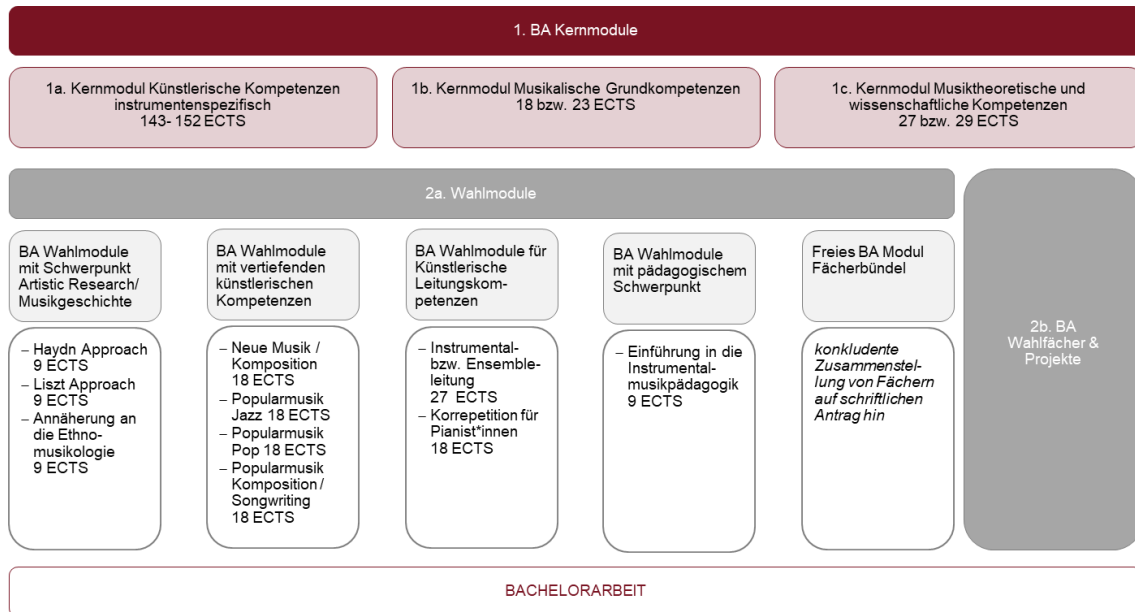 1. BA Kernmodule
1a. Kernmodul Künstlerische Kompetenzen
instrumentenspezifisch
143- 152 ECTS
1b. Kernmodul Musikalische Grundkompetenzen
18 bzw. 23 ECTS
1c. Kernmodul Musiktheoretische und
wissenschaftliche Kompetenzen
27 bzw. 29 ECTS
2a. Wahlmodule
BA Wahlmodule
mit Schwerpunkt
Artistic Research/
Musikgeschichte
– Haydn Approach
9 ECTS
– Liszt Approach
9 ECTS
– Annäherung an
die Ethno-
musikologie
9 ECTS
BA Wahlmodule
mit vertiefenden
künstlerischen
Kompetenzen
– Neue Musik /
Komposition
18 ECTS
– Popularmusik
Jazz 18 ECTS
– Popularmusik
Pop 18 ECTS
– Popularmusik
Komposition /
Songwriting
18 ECTS
BA Wahlmodule für
Künstlerische
Leitungskom-
petenzen
– Instrumental-
bzw. Ensemble-
leitung
27 ECTS
– Korrepetition für
Pianist*innen
18 ECTS
BA Wahlmodule
mit pädagogischem
Schwerpunkt
– Einführung in die
Instrumental-
musikpädagogik
9 ECTS
Freies BA Modul
Fächerbündel
konkludente
Zusammenstel-
lung von Fächern
auf schriftlichen
Antrag hin
2b. BA
Wahlfächer &
Projekte
BACHELORARBEIT